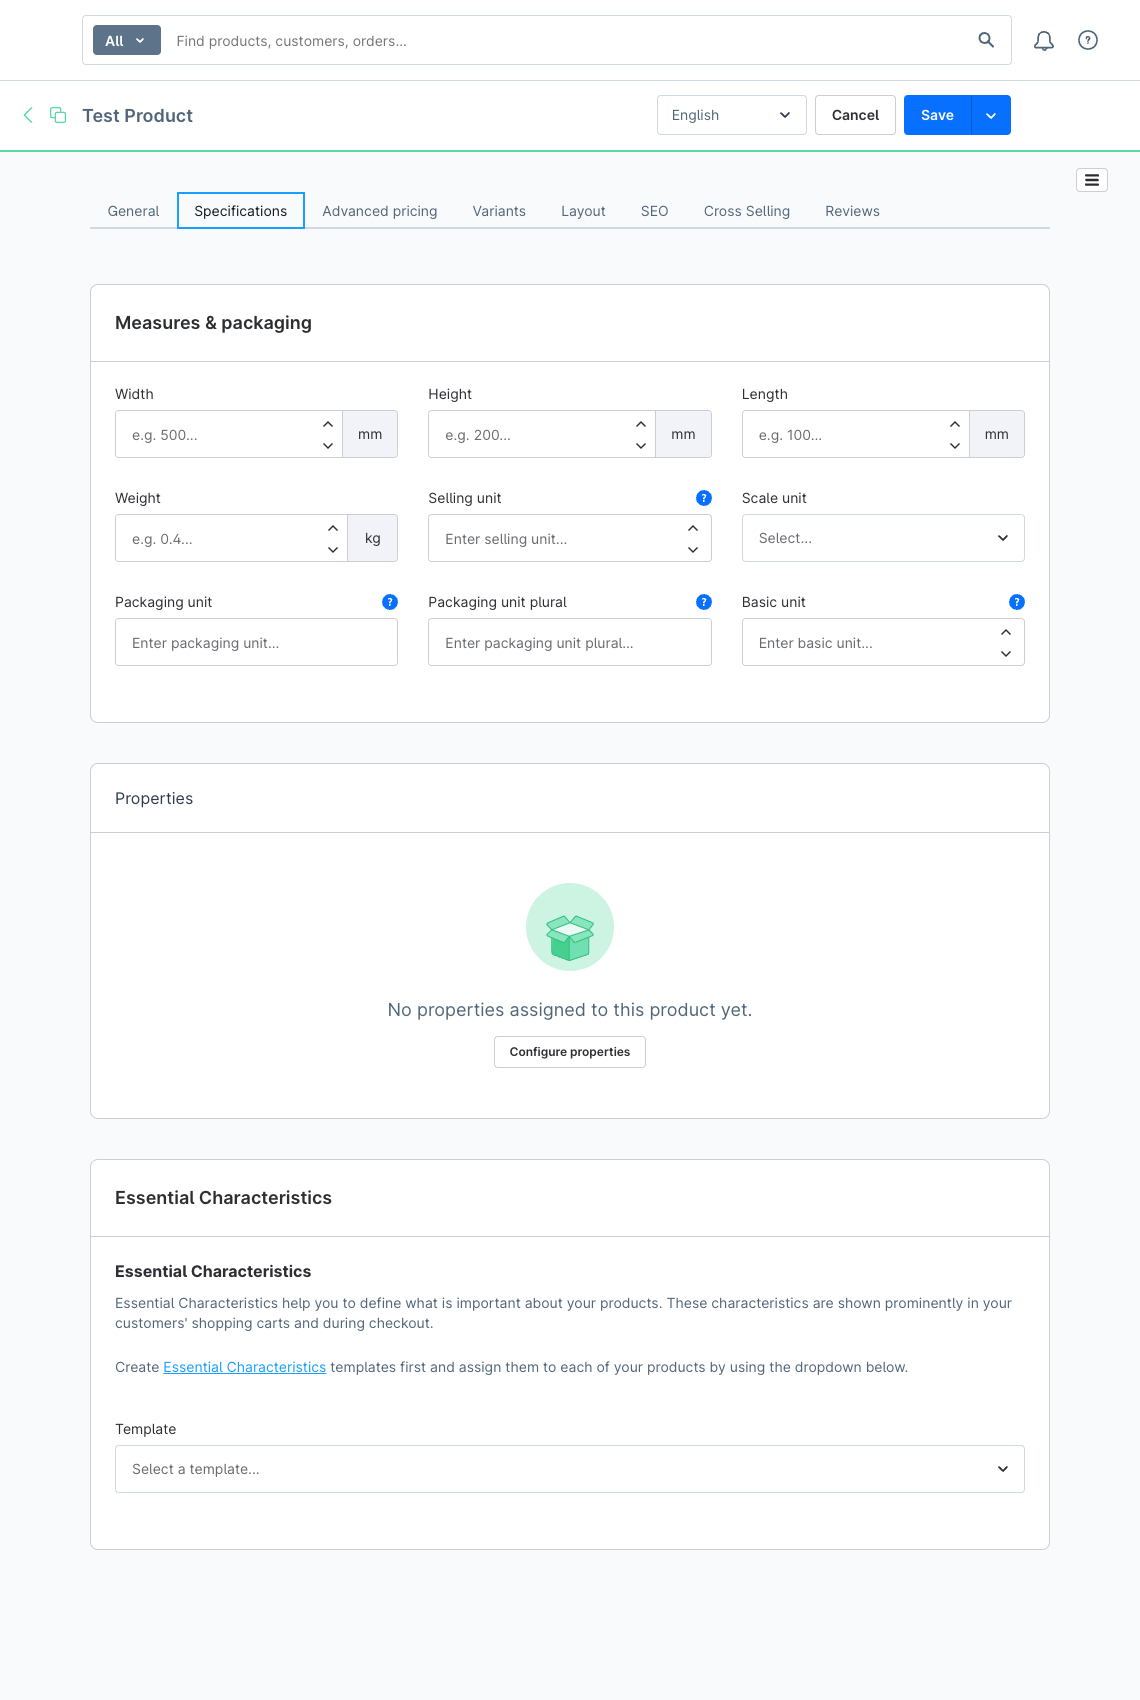 All
Find products, customers, orders...
Test Product
English
Cancel
Save
General
Specifications
Advanced pricing
Variants
Layout
SEO
Cross Selling
Reviews
Measures & packaging
Width
Height
Length
e.g. 500...
mm
e.g. 200...
mm
e.g. 100...
mm
Weight
Selling unit
?
Scale unit
e.g. 0.4...
kg
Enter selling unit...
Select...
Packaging unit
?
Packaging unit plural
?
Basic unit
?
Enter packaging unit...
Enter packaging unit plural...
Enter basic unit...
Properties
No properties assigned to this product yet.
Configure properties
Essential Characteristics
Essential Characteristics
Essential Characteristics help you to define what is important about your products. These characteristics are shown prominently in your
customers' shopping carts and during checkout.
Create Essential Characteristics templates first and assign them to each of your products by using the dropdown below.
Template
Select a template...